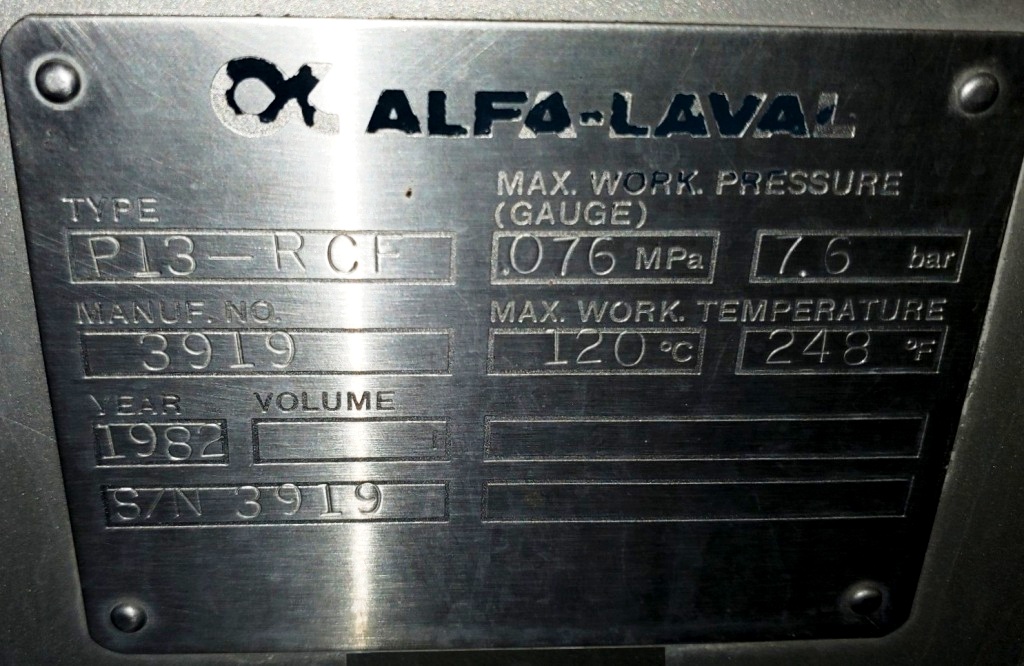 ALFA-LAVAL
TYPE
P13-RCF
MANUF. NO.
3919
YEAR
1982
VOLUME
S/N 3919
MAX. WORK. PRESSURE
(GAUGE)
.076 MPa
7.6 bar
MAX. WORK. TEMPERATURE
120 °C
248 °F